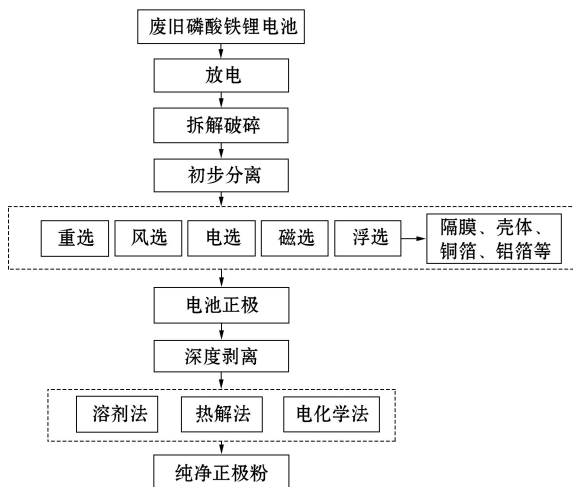 废旧磷酸铁锂电池
放电
拆解破碎
初步分离
重选 风选 电选 磁选 浮选
隔膜、壳体、
铜箔、铝箔等
电池正极
深度剥离
溶剂法 热解法 电化学法
纯净正极粉